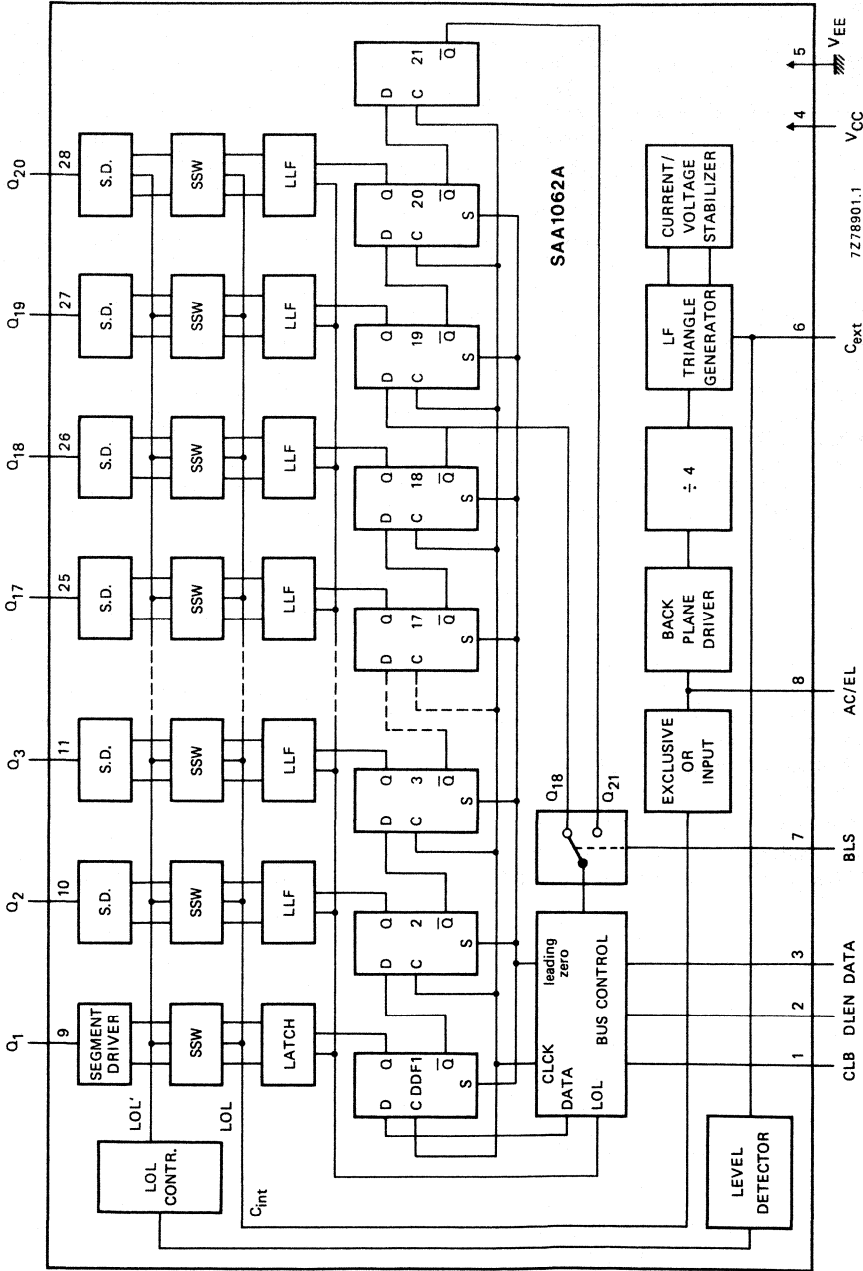 Q1 Q2 Q3 Q17 Q18 Q19 Q20
9 10 11 25 26 27 28
SEGMENT DRIVER S.D. S.D. S.D. S.D. S.D. S.D.
LOL'
SSW SSW SSW SSW SSW SSW SSW
LOL CONTR.
LOL
LATCH LLF LLF LLF LLF LLF LLF
Cint
D Q C DDF1 Q̅ S
D Q C 2 Q̅ S
D Q C 3 Q̅ S
D Q C 17 Q̅ S
D Q C 18 Q̅ S
D Q C 19 Q̅ S
D Q C 20 Q̅ S
D C 21 Q̅
SAA1062A
CLCK
DATA
LOL
leading zero
BUS CONTROL
Q18
Q21
LEVEL DETECTOR
EXCLUSIVE OR INPUT
BACK PLANE DRIVER
÷ 4
LF TRIANGLE GENERATOR
CURRENT/ VOLTAGE STABILIZER
1 2 3 7 8 6 4 5
CLB DLEN DATA BLS AC/EL Cext VCC VEE
7Z78901.1